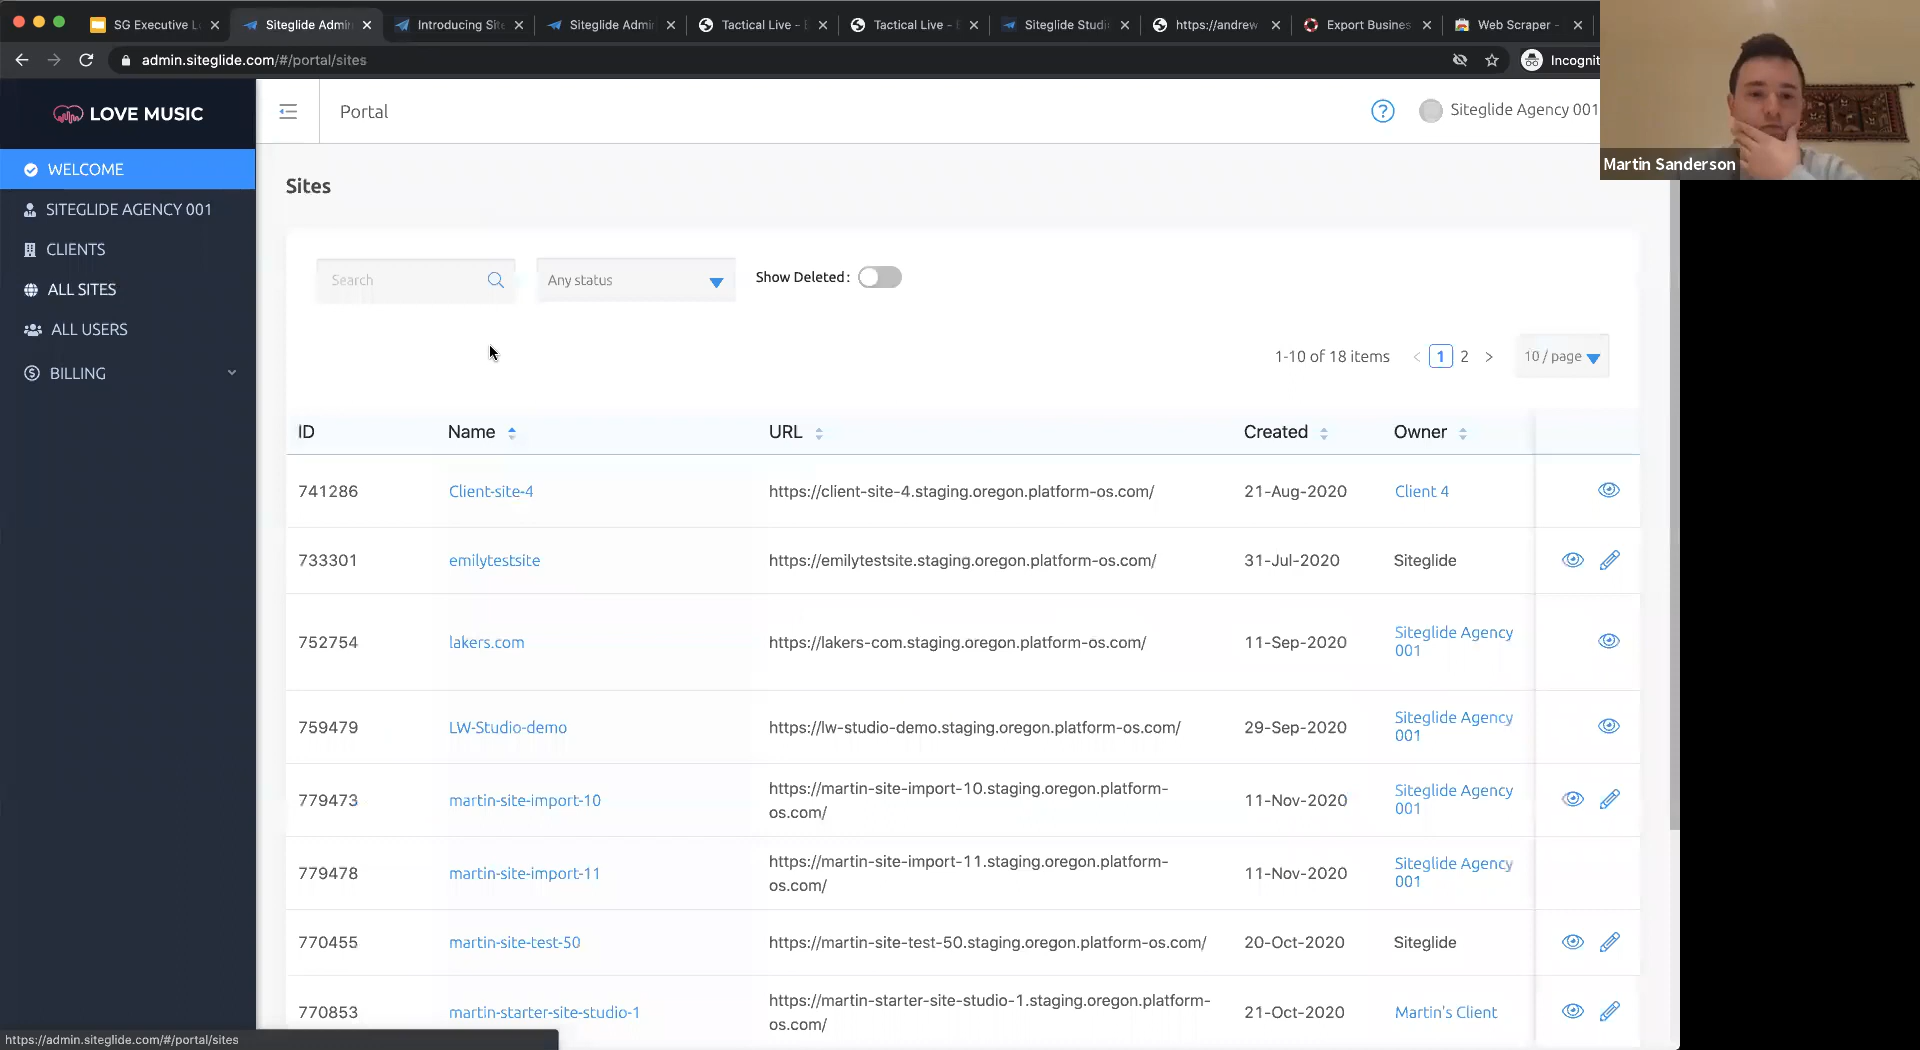 SG Executive L
Siteglide Admin
Introducing Site
Siteglide Admin
Tactical Live - E
Tactical Live - E
Siteglide Studi
https://andrew
Export Busines
Web Scraper -
admin.siteglide.com/#/portal/sites
Incognit
LOVE MUSIC
Portal
? Siteglide Agency 001
Martin Sanderson
WELCOME
SITEGLIDE AGENCY 001
CLIENTS
ALL SITES
ALL USERS
BILLING
Sites
Search
Any status
Show Deleted:
1-10 of 18 items < 1 2 > 10 / page
ID Name URL Created Owner
741286 Client-site-4 https://client-site-4.staging.oregon.platform-os.com/ 21-Aug-2020 Client 4
733301 emilytestsite https://emilytestsite.staging.oregon.platform-os.com/ 31-Jul-2020 Siteglide
752754 lakers.com https://lakers-com.staging.oregon.platform-os.com/ 11-Sep-2020 Siteglide Agency
001
759479 LW-Studio-demo https://lw-studio-demo.staging.oregon.platform-os.com/ 29-Sep-2020 Siteglide Agency
001
779473 martin-site-import-10 https://martin-site-import-10.staging.oregon.platform- 11-Nov-2020 Siteglide Agency
os.com/ 001
779478 martin-site-import-11 https://martin-site-import-11.staging.oregon.platform- 11-Nov-2020 Siteglide Agency
os.com/ 001
770455 martin-site-test-50 https://martin-site-test-50.staging.oregon.platform-os.com/ 20-Oct-2020 Siteglide
770853 martin-starter-site-studio-1 https://martin-starter-site-studio-1.staging.oregon.platform- 21-Oct-2020 Martin's Client
os.com/
https://admin.siteglide.com/#/portal/sites